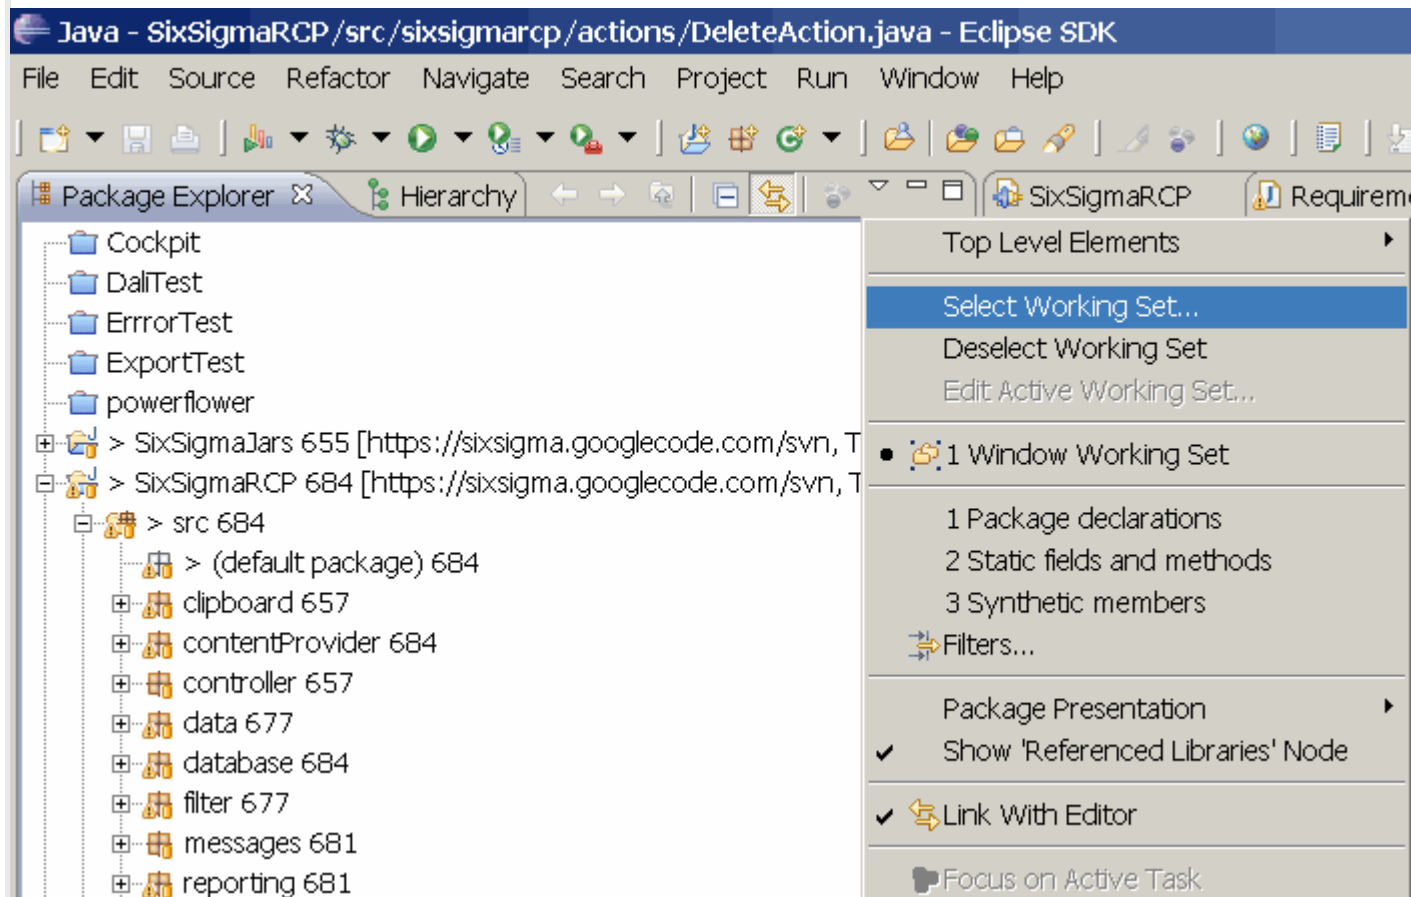 Java - SixSigmaRCP/src/sixsigmarcp/actions/DeleteAction.java - Eclipse SDK
File Edit Source Refactor Navigate Search Project Run Window Help
Package Explorer Hierarchy SixSigmaRCP Requirem
Cockpit
DaliTest
ErrrorTest
ExportTest
powerflower
> SixSigmaJars 655 [https://sixsigma.googlecode.com/svn, T
> SixSigmaRCP 684 [https://sixsigma.googlecode.com/svn, T
> src 684
> (default package) 684
clipboard 657
contentProvider 684
controller 657
data 677
database 684
filter 677
messages 681
reporting 681
Top Level Elements
Select Working Set...
Deselect Working Set
Edit Active Working Set...
1 Window Working Set
1 Package declarations
2 Static fields and methods
3 Synthetic members
Filters...
Package Presentation
Show 'Referenced Libraries' Node
Link With Editor
Focus on Active Task